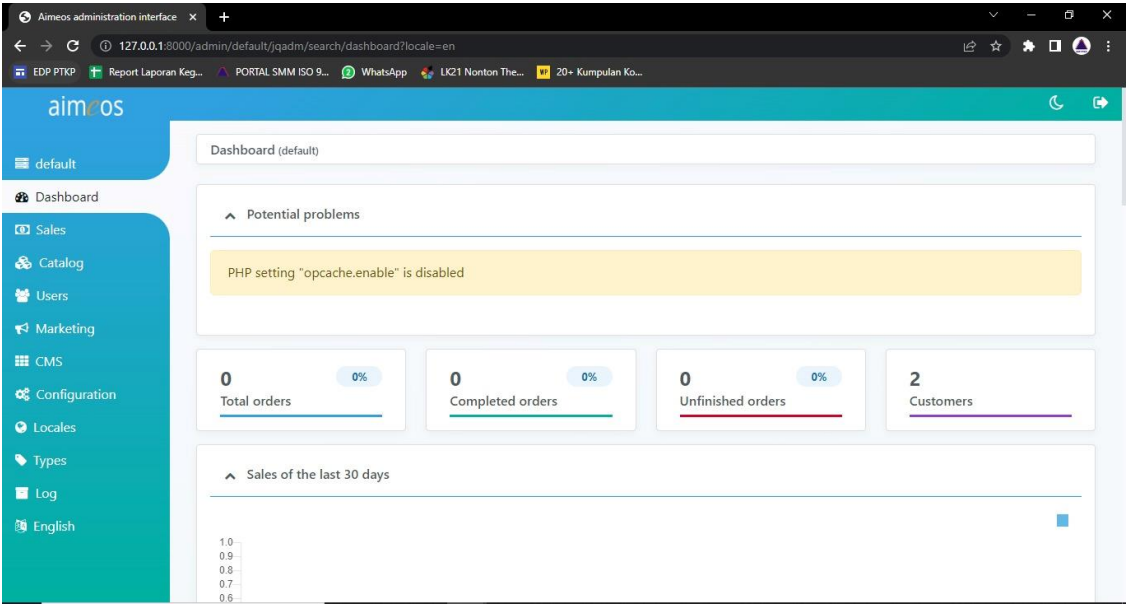 Aimeos administration interface
127.0.0.1:8000/admin/default/jqadm/search/dashboard?locale=en
EDP PTKP Report Laporan Keg... PORTAL SMM ISO 9... WhatsApp LK21 Nonton The... WP 20+ Kumpulan Ko...
aimeos
default
Dashboard
Sales
Catalog
Users
Marketing
CMS
Configuration
Locales
Types
Log
English
Dashboard (default)
Potential problems
PHP setting "opcache.enable" is disabled
0 0%
Total orders
0 0%
Completed orders
0 0%
Unfinished orders
2
Customers
Sales of the last 30 days
1.0
0.9
0.8
0.7
0.6